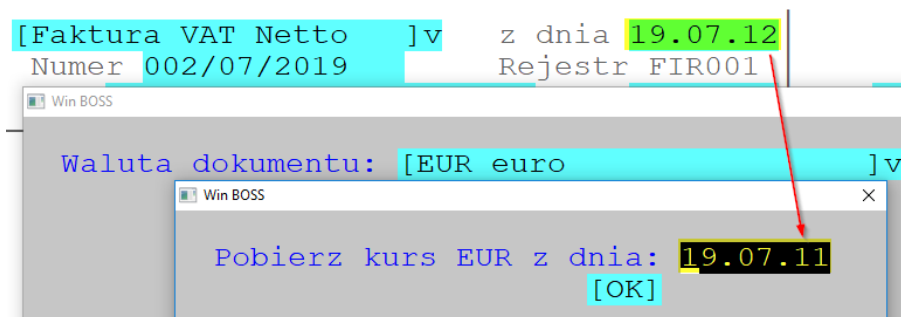 [Faktura VAT Netto ]v z dnia 19.07.12
Numer 002/07/2019 Rejestr FIR001
Win BOSS
Waluta dokumentu: [EUR euro ]v
Win BOSS
Pobierz kurs EUR z dnia: 19.07.11
[OK]